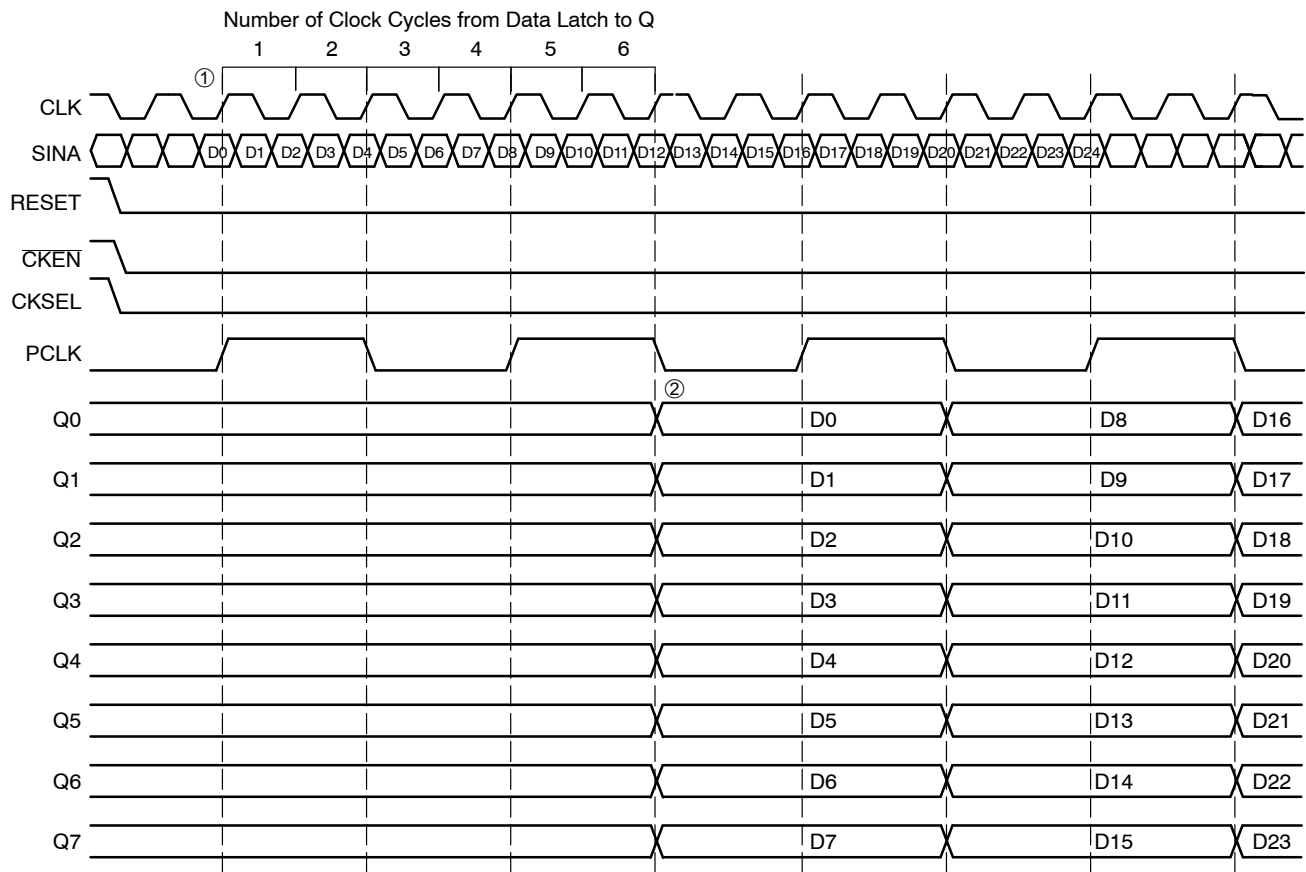 Number of Clock Cycles from Data Latch to Q
1 2 3 4 5 6
①
CLK
SINA D0 D1 D2 D3 D4 D5 D6 D7 D8 D9 D10 D11 D12 D13 D14 D15 D16 D17 D18 D19 D20 D21 D22 D23 D24
RESET
CKEN
CKSEL
PCLK
②
Q0 D0 D8 D16
Q1 D1 D9 D17
Q2 D2 D10 D18
Q3 D3 D11 D19
Q4 D4 D12 D20
Q5 D5 D13 D21
Q6 D6 D14 D22
Q7 D7 D15 D23